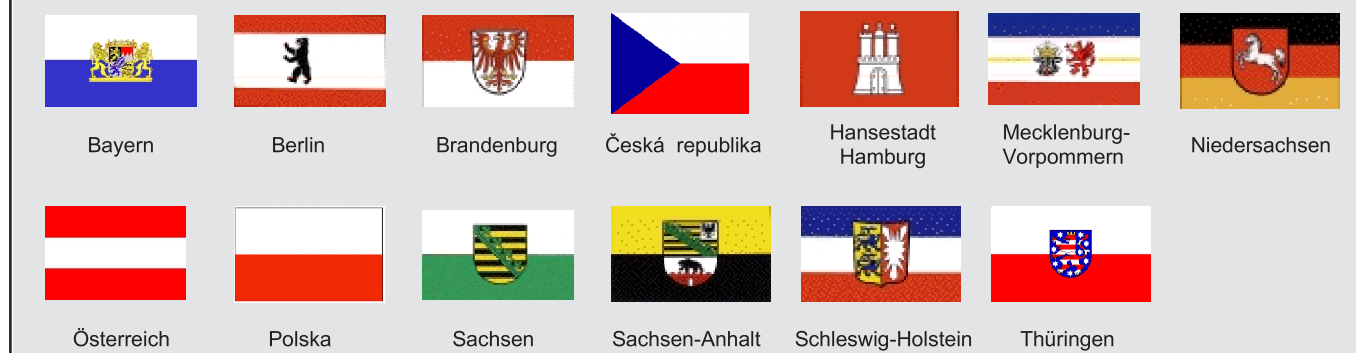 Bayern
Berlin
Brandenburg
Česká republika
Hansestadt
Hamburg
Mecklenburg-
Vorpommern
Niedersachsen
Österreich
Polska
Sachsen
Sachsen-Anhalt
Schleswig-Holstein
Thüringen